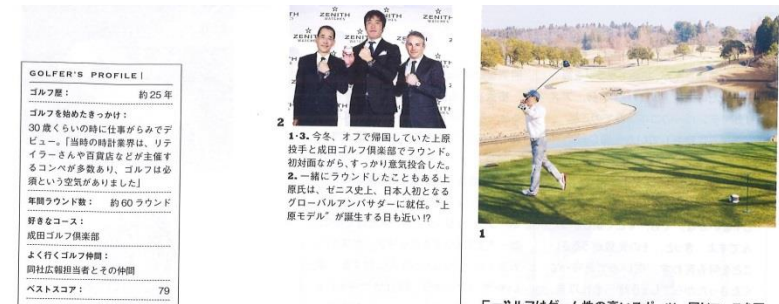 GOLFER'S PROFILE |
ゴルフ歴： 約25年
ゴルフを始めたきっかけ：
30歳くらいの時に仕事がらみでデ
ビュー。「当時の時計業界は、リテ
イラーさんや百貨店などが主催す
るコンペが多数あり、ゴルフは必
須という空気がありました」
年間ラウンド数： 約60ラウンド
好きなコース：
成田ゴルフ倶楽部
よく行くゴルフ仲間：
同社広報担当者とその仲間
ベストスコア： 79
ZENITH
ZENITH
ZENITH
2
1・3. 今冬、オフで帰国していた上原
投手と成田ゴルフ倶楽部でラウンド。
初対面ながら、すっかり意気投合した。
2. 一緒にラウンドしたこともある上
原氏は、ゼニス史上、日本人初となる
グローバルアンバサダーに就任。“上
原モデル”が誕生する日も近い!?
1